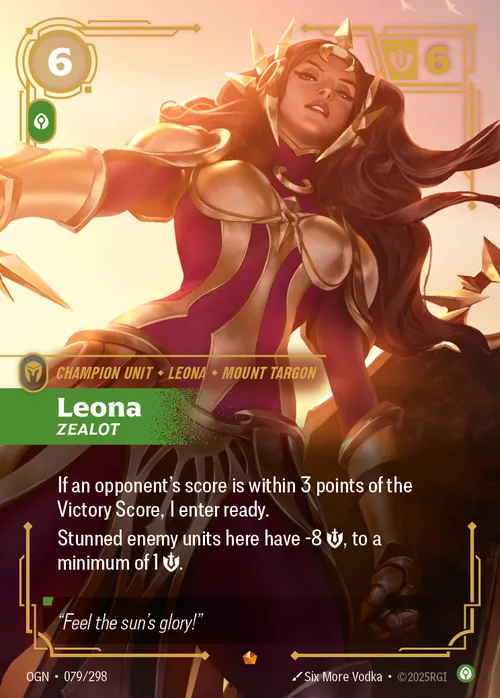 6
6
CHAMPION UNIT • LEONA • MOUNT TARGON
Leona
ZEALOT
If an opponent's score is within 3 points of the
Victory Score, I enter ready.
Stunned enemy units here have -8 , to a
minimum of 1 .
“Feel the sun's glory!”
OGN • 079/298
Six More Vodka • ©2025RGI